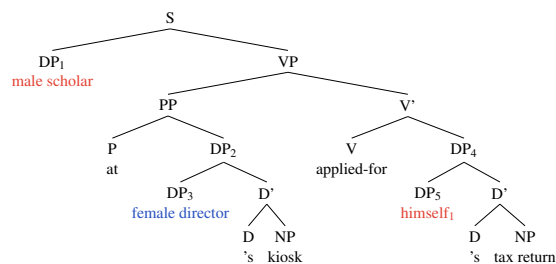 S
DP₁ VP
male scholar
PP V'
P DP₂ V DP₄
at applied-for
DP₃ D' DP₅ D'
female director himself₁
D NP D NP
's kiosk 's tax return